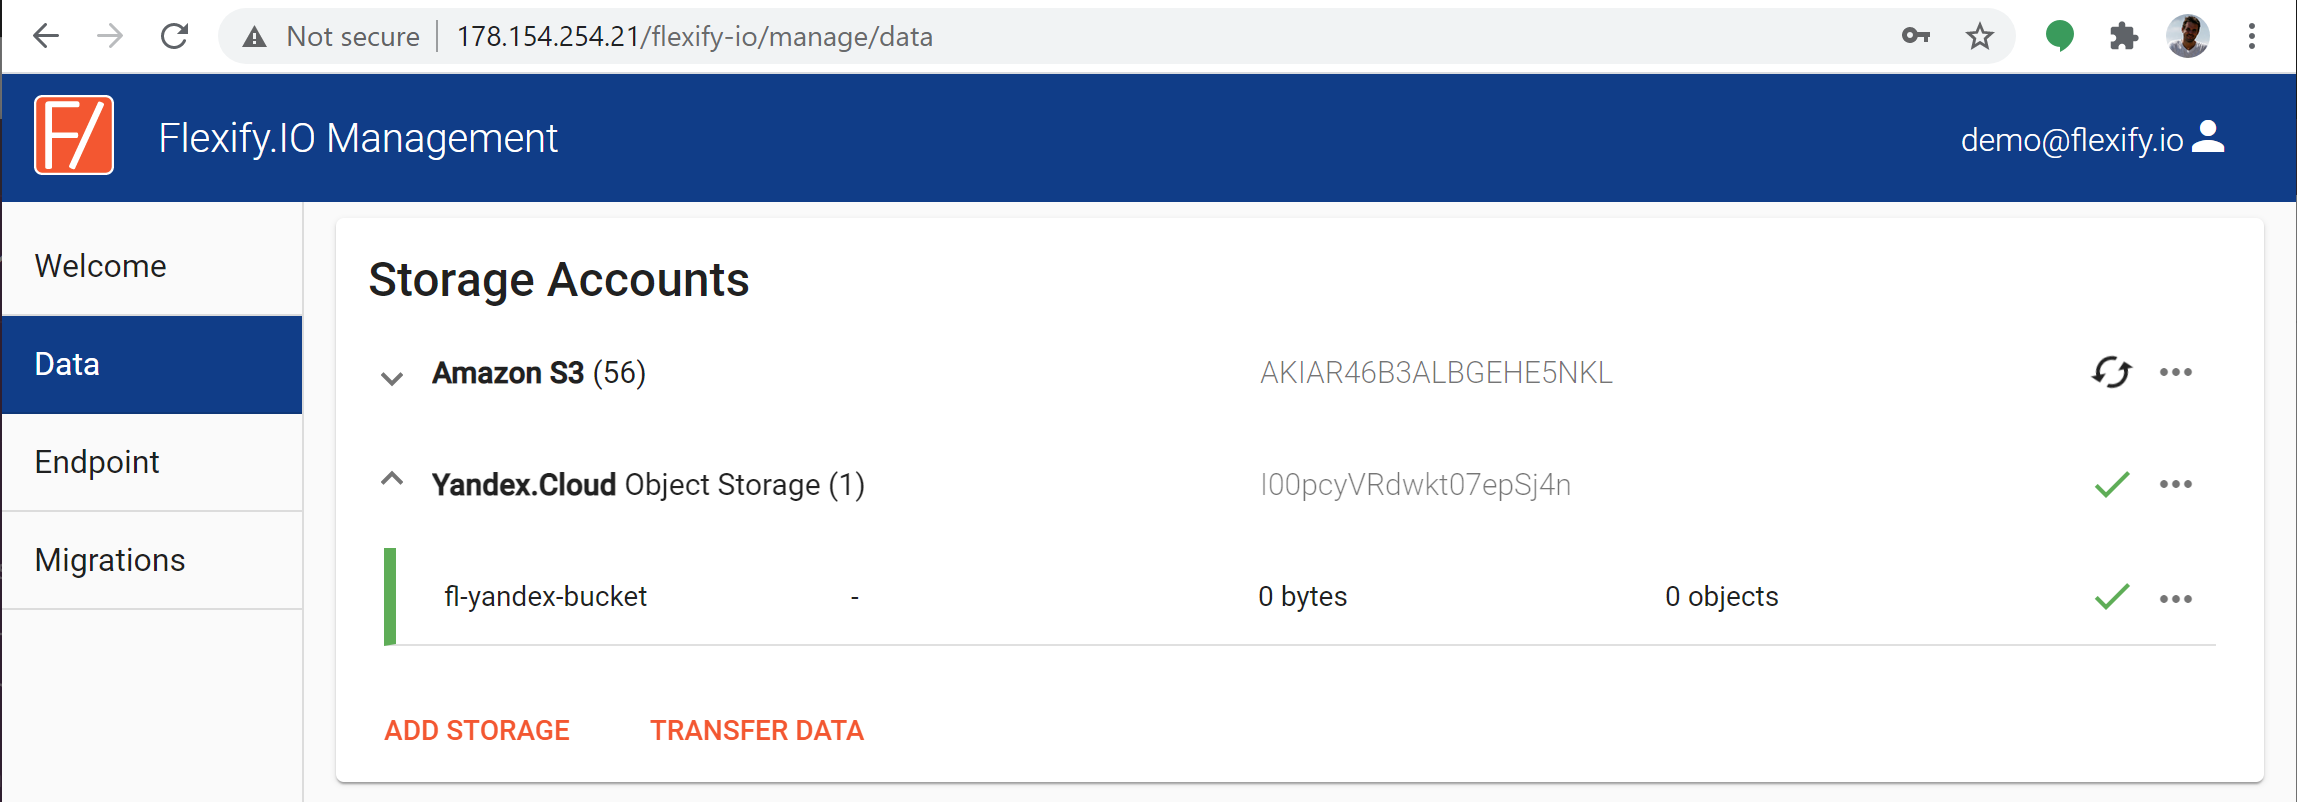 Not secure 178.154.254.21/flexify-io/manage/data
F/ Flexify.IO Management demo@flexify.io
Welcome
Data
Endpoint
Migrations
Storage Accounts
Amazon S3 (56) AKIAR46B3ALBGEHE5NKL
Yandex.Cloud Object Storage (1) I00pcyVRdwkt07epSj4n
fl-yandex-bucket - 0 bytes 0 objects
ADD STORAGE TRANSFER DATA